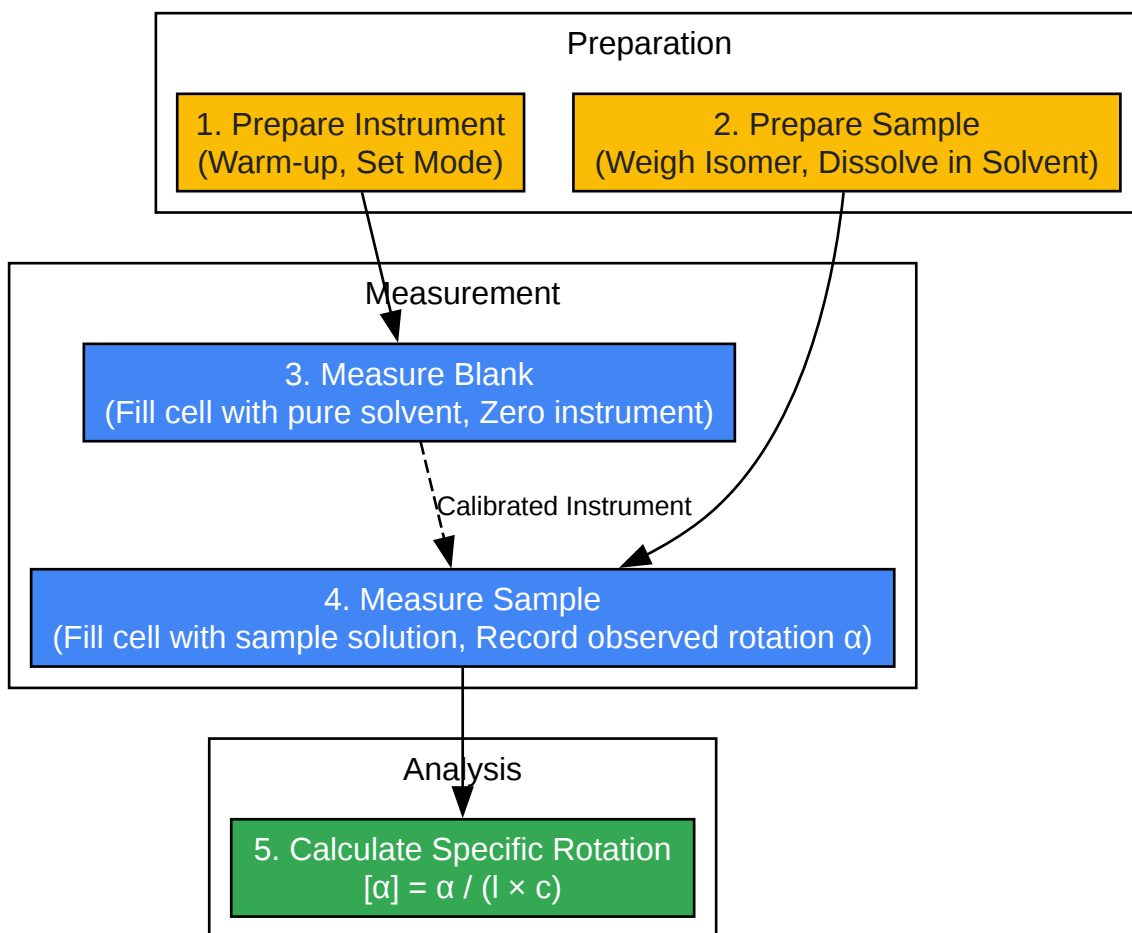 Preparation
1. Prepare Instrument
(Warm-up, Set Mode)
2. Prepare Sample
(Weigh Isomer, Dissolve in Solvent)
Measurement
3. Measure Blank
(Fill cell with pure solvent, Zero instrument)
Calibrated Instrument
4. Measure Sample
(Fill cell with sample solution, Record observed rotation α)
Analysis
5. Calculate Specific Rotation
[α] = α / (l × c)